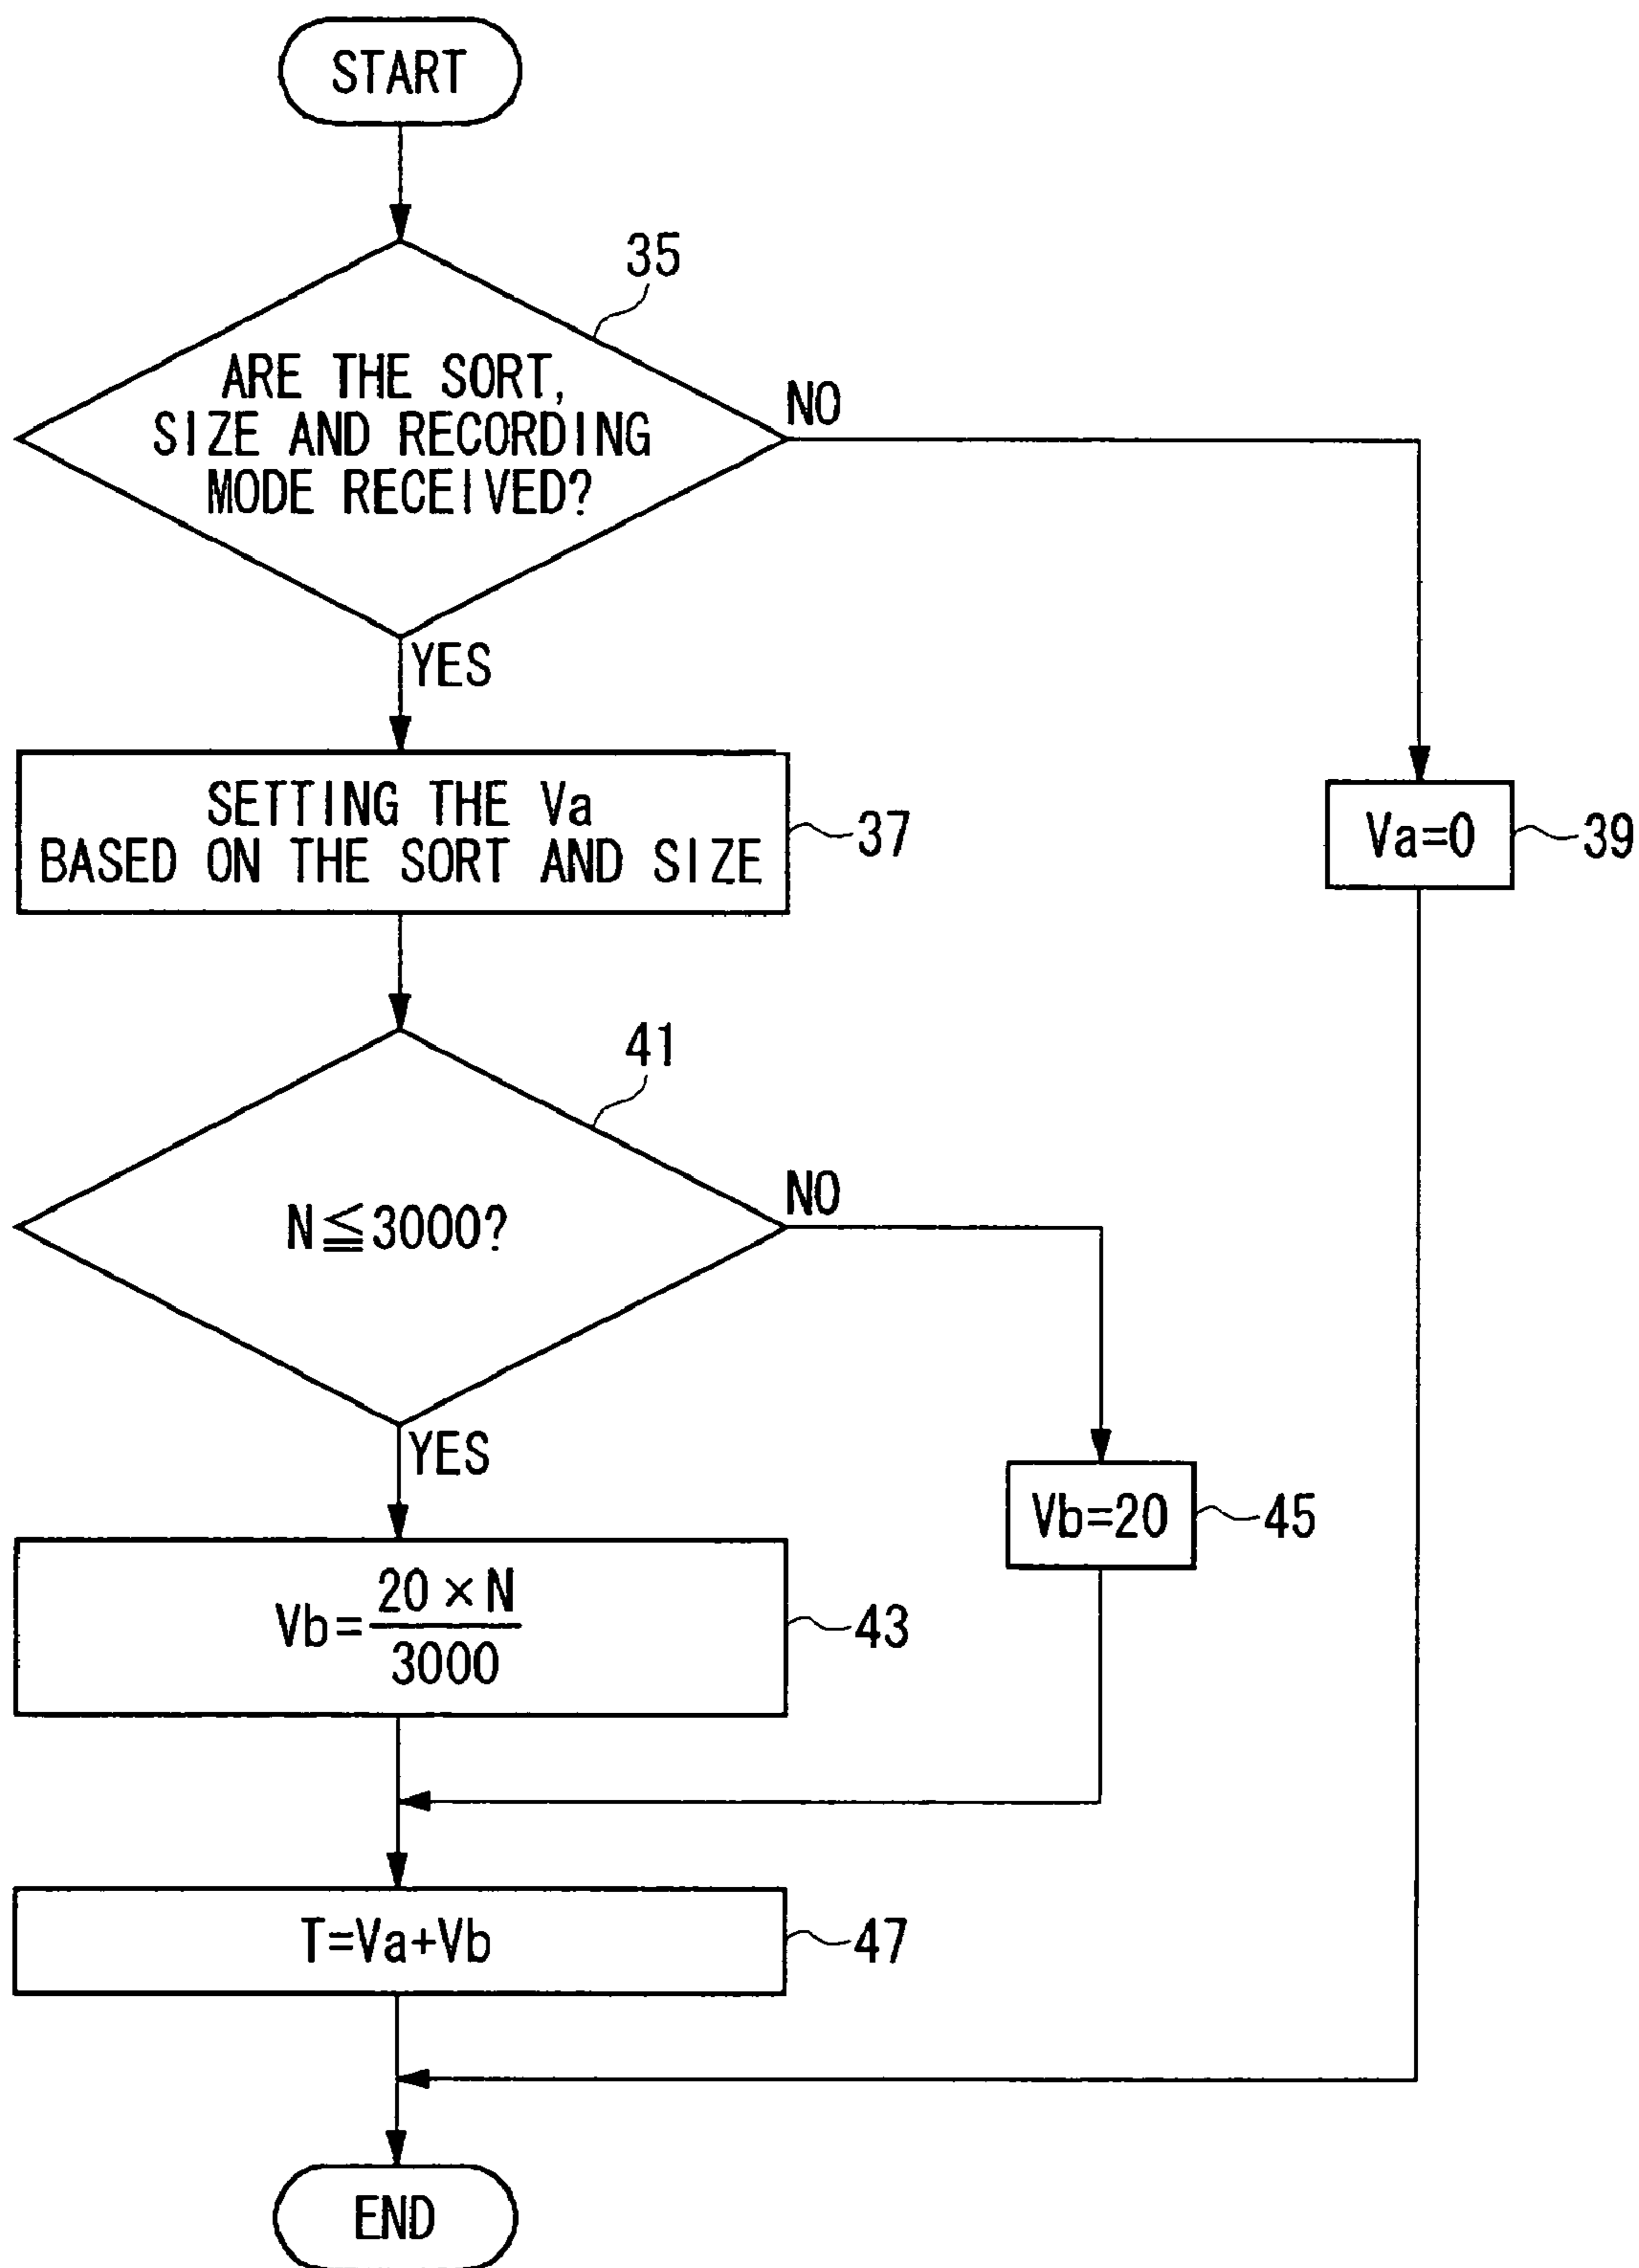 START
35
ARE THE SORT,
SIZE AND RECORDING
MODE RECEIVED?
NO
YES
SETTING THE Va
BASED ON THE SORT AND SIZE
37
Va=0
39
41
N≦3000?
NO
YES
Vb=20
45
Vb=20×N/3000
43
T=Va+Vb
47
END